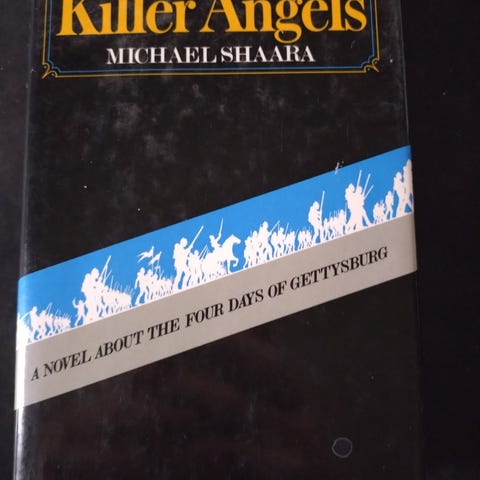 Killer Angels
MICHAEL SHAARA
A NOVEL ABOUT THE FOUR DAYS OF GETTYSBURG